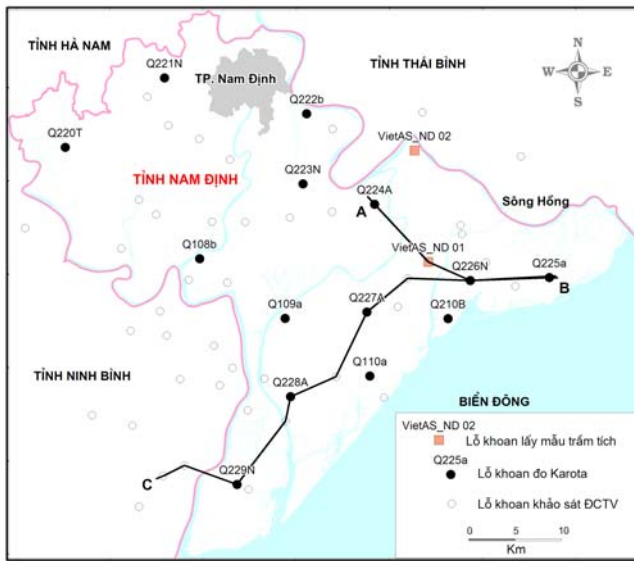 TỈNH HÀ NAM
Q221N
TP. Nam Định
TỈNH THÁI BÌNH
N
W E
S
Q222b
Q220T
VietAS_ND 02
Q223N
TỈNH NAM ĐỊNH
Q224A
A
Sông Hồng
Q108b
VietAS_ND 01
Q226N
Q225a
B
Q109a
Q227A
Q210B
TỈNH NINH BÌNH
Q110a
Q228A
BIỂN ĐÔNG
VietAS_ND 02
Lỗ khoan lấy mẫu trầm tích
Q225a
Lỗ khoan đo Karota
C
Q229N
Lỗ khoan khảo sát ĐCTV
0 5 10
Km